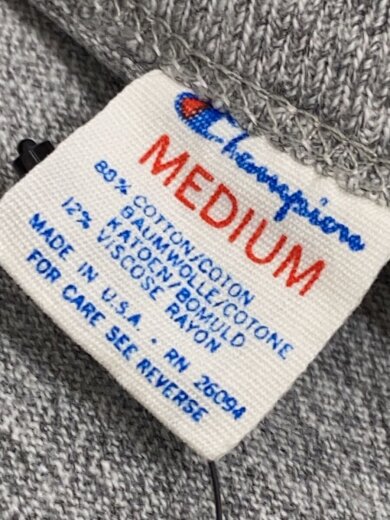 Champion
MEDIUM
88% COTTON/COTON
BAUMWOLLE/COTONE
KATOEN/BOMULD
12% VISCOSE RAYON
MADE IN U.S.A. • RN 26094
FOR CARE SEE REVERSE